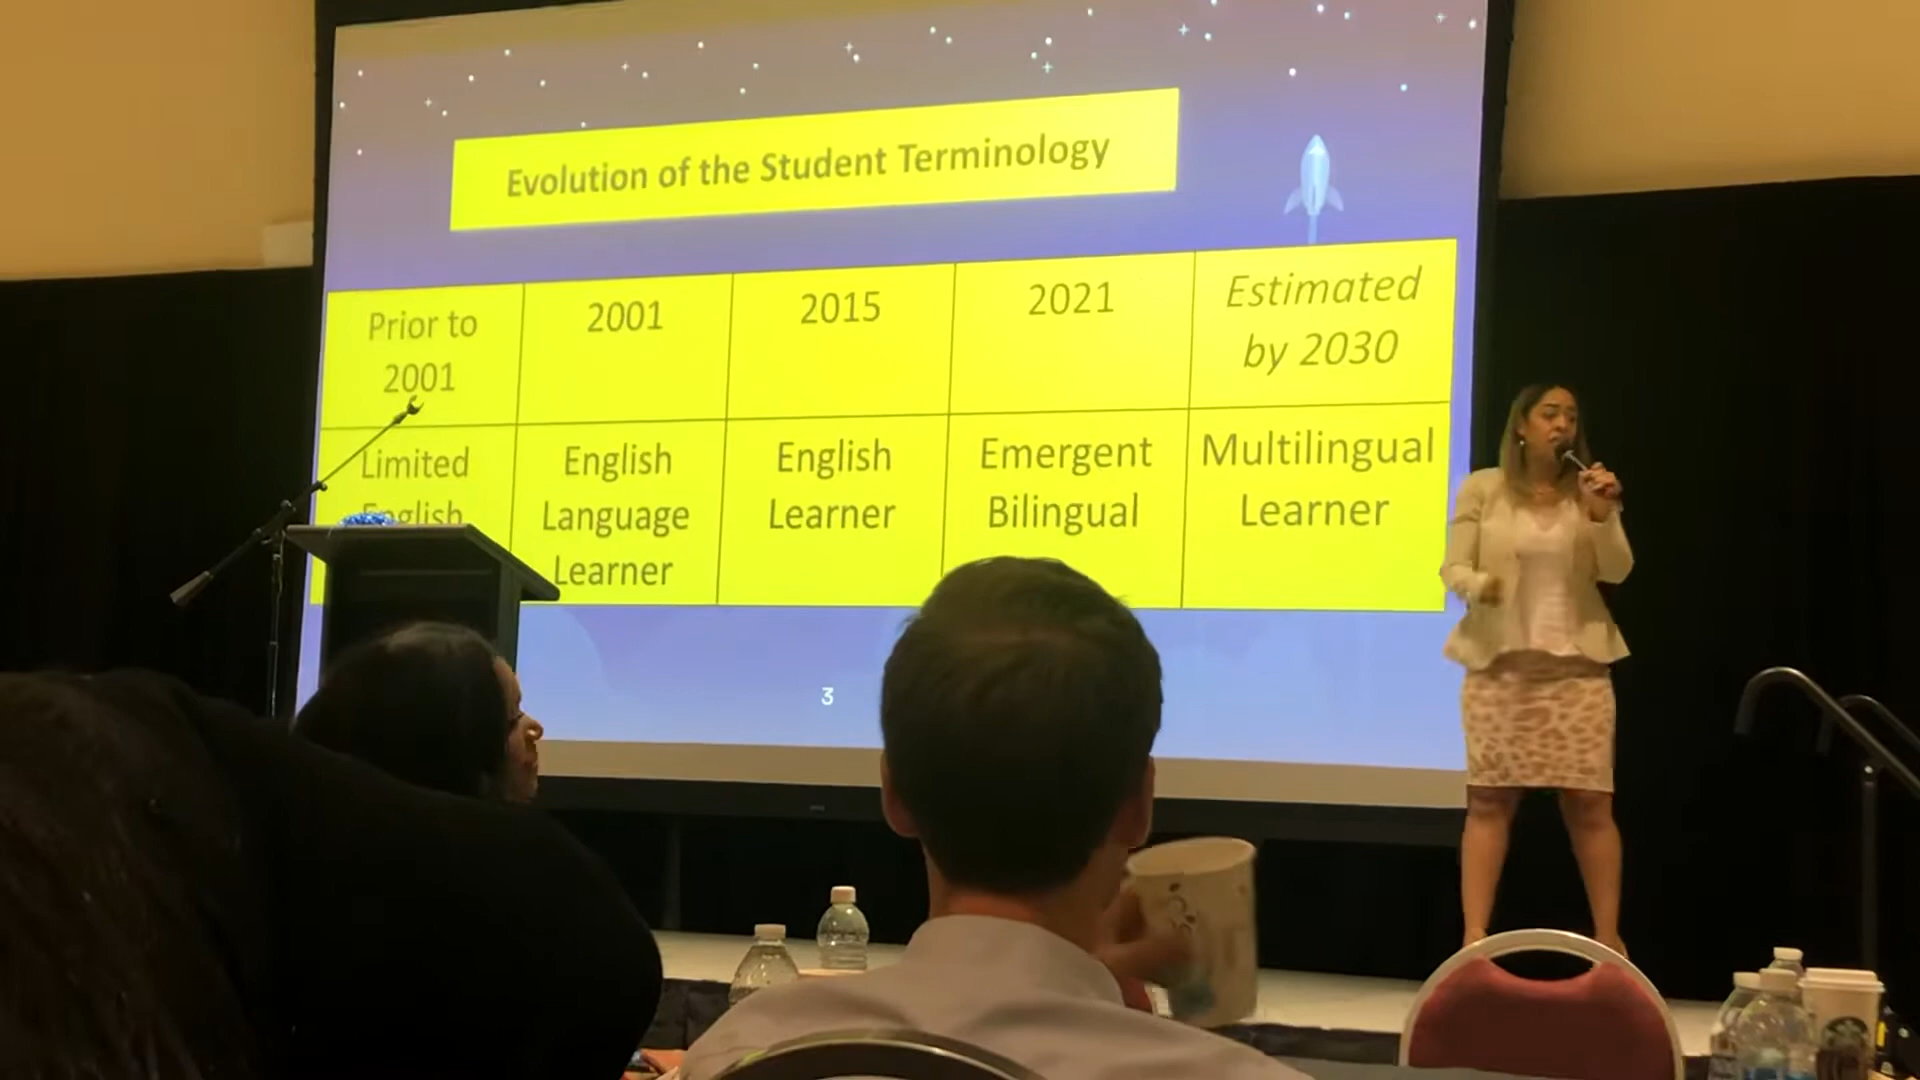 Evolution of the Student Terminology
Prior to
2001
2001
2015
2021
Estimated
by 2030
Limited
English
English
Language
Learner
English
Learner
Emergent
Bilingual
Multilingual
Learner
3